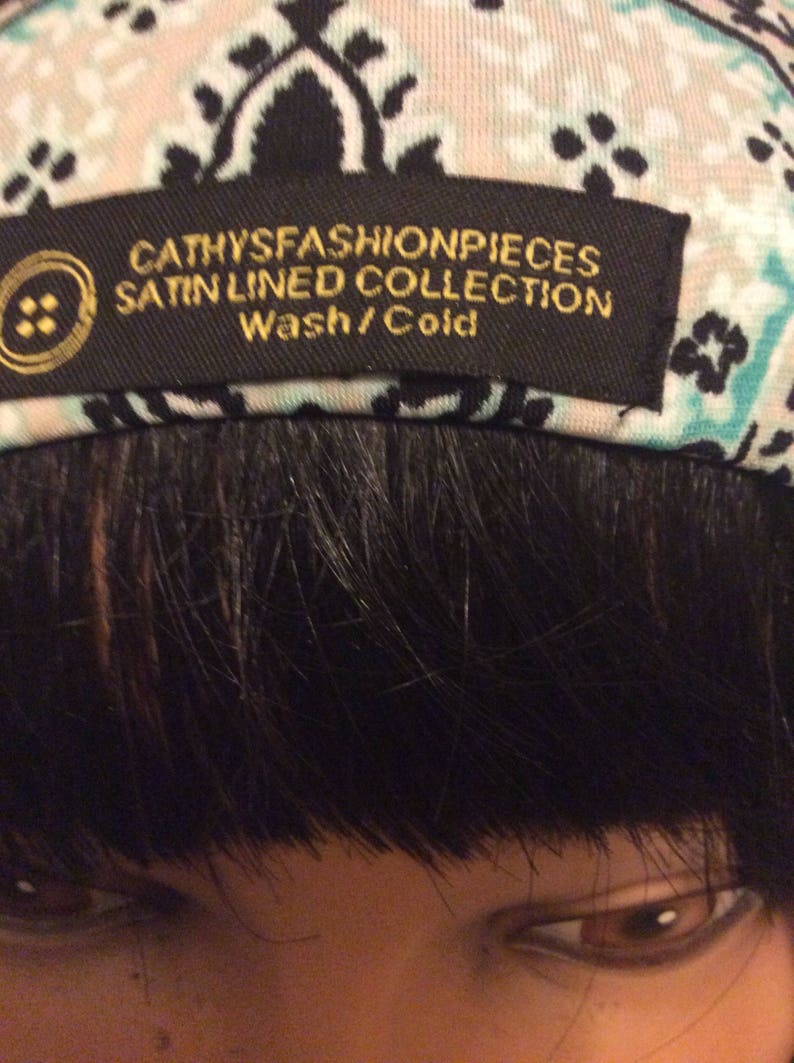 CATHYSFASHIONPIECES
SATIN LINED COLLECTION
Wash / Cold